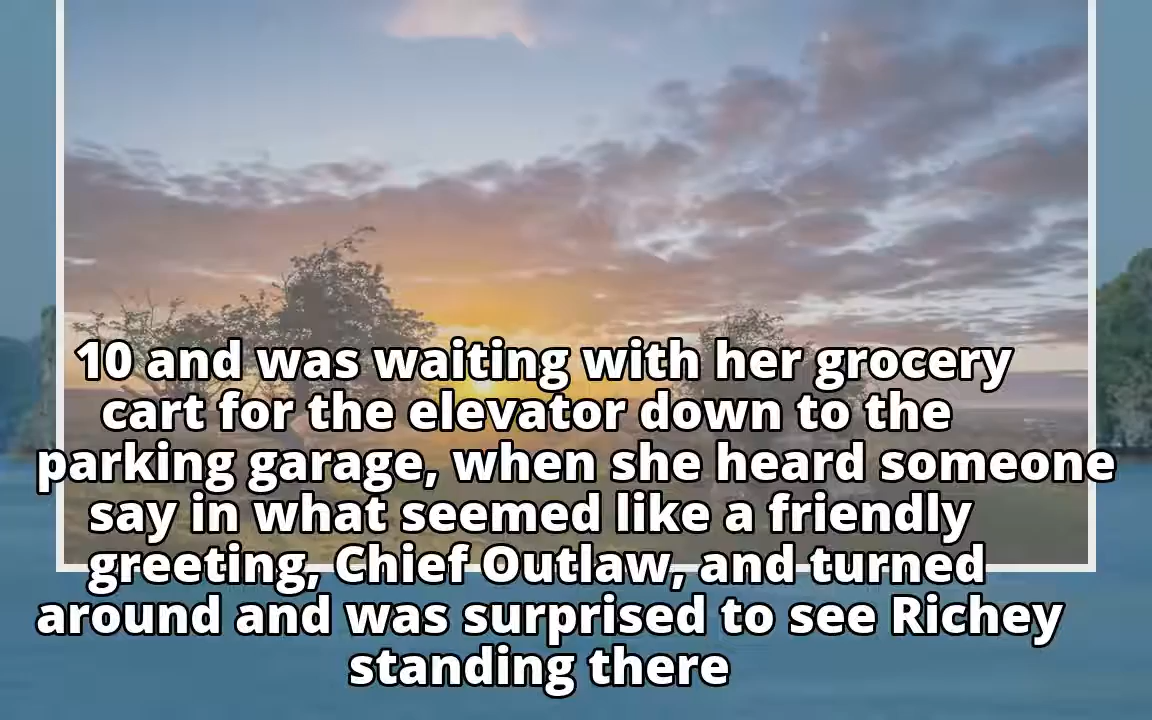 10 and was waiting with her grocery
cart for the elevator down to the
parking garage, when she heard someone
say in what seemed like a friendly
greeting, Chief Outlaw, and turned
around and was surprised to see Richey
standing there